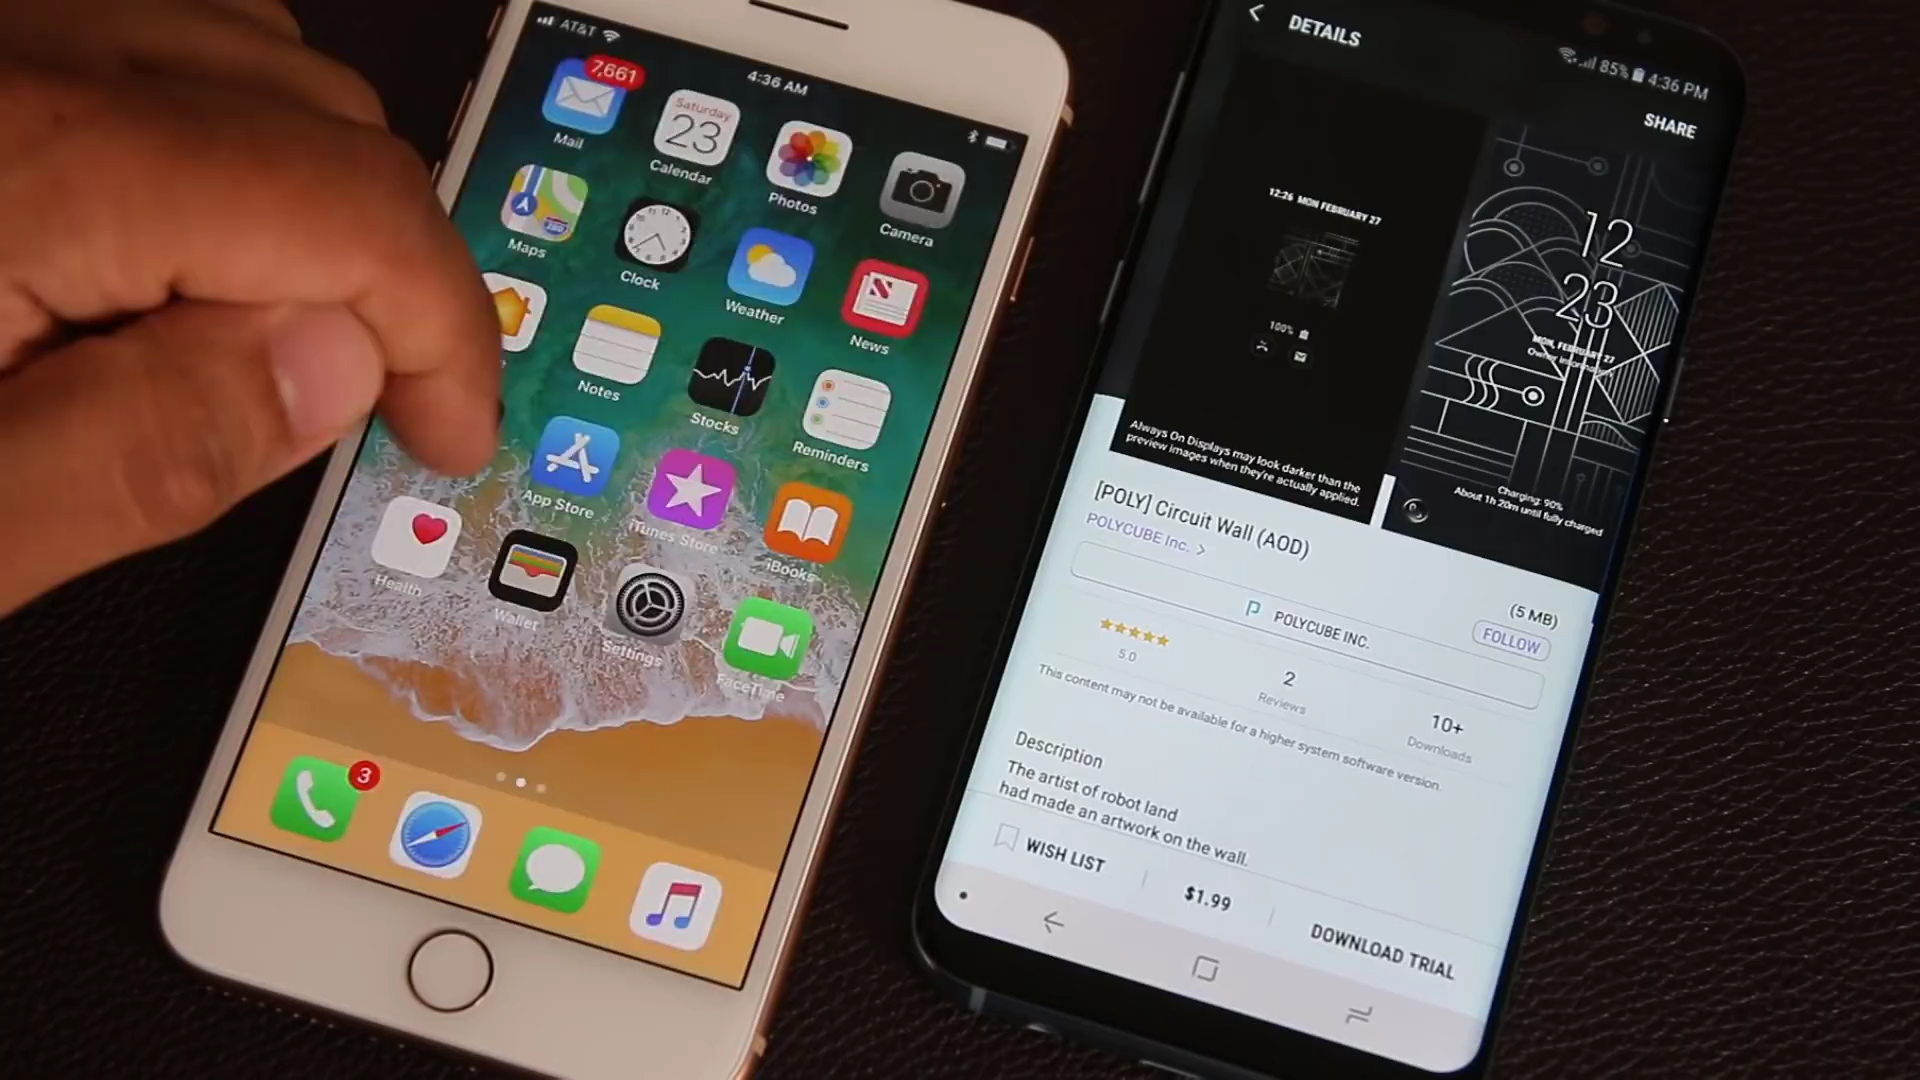 AT&T
4:36 AM
7,661
Mail
Saturday
23
Calendar
Photos
Camera
Maps
Clock
Weather
News
Notes
Stocks
Reminders
App Store
iTunes Store
iBooks
Health
Wallet
Settings
FaceTime
3
DETAILS
85% 4:36 PM
SHARE
12:26 MON FEBRUARY 27
100%
Always On Displays may look darker than the
preview images when they're actually applied.
12
23
MON, FEBRUARY 27
Owner information
Charging: 90%
About 1h 20m until fully charged
[POLY] Circuit Wall (AOD)
POLYCUBE Inc. >
(5 MB)
POLYCUBE INC.
FOLLOW
5.0
2
Reviews
10+
Downloads
This content may not be available for a higher system software version.
Description
The artist of robot land
had made an artwork on the wall.
WISH LIST
$1.99
DOWNLOAD TRIAL